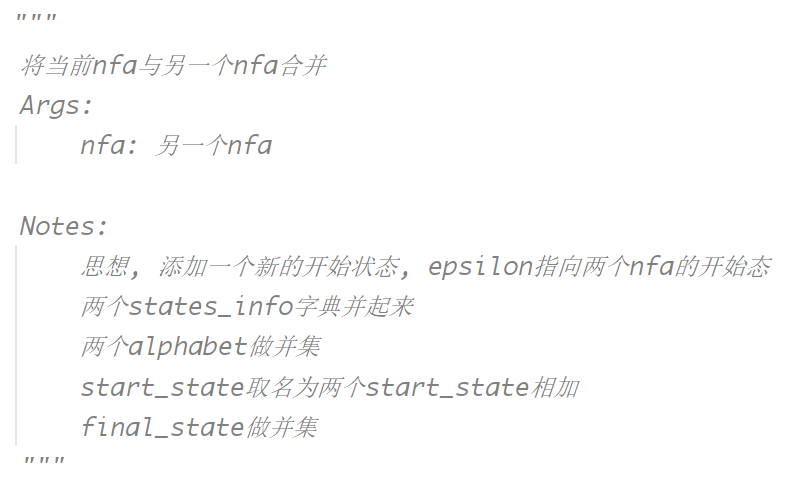 """
将当前nfa与另一个nfa合并
Args:
nfa: 另一个nfa
Notes:
思想, 添加一个新的开始状态, epsilon指向两个nfa的开始态
两个states_info字典并起来
两个alphabet做并集
start_state取名为两个start_state相加
final_state做并集
"""